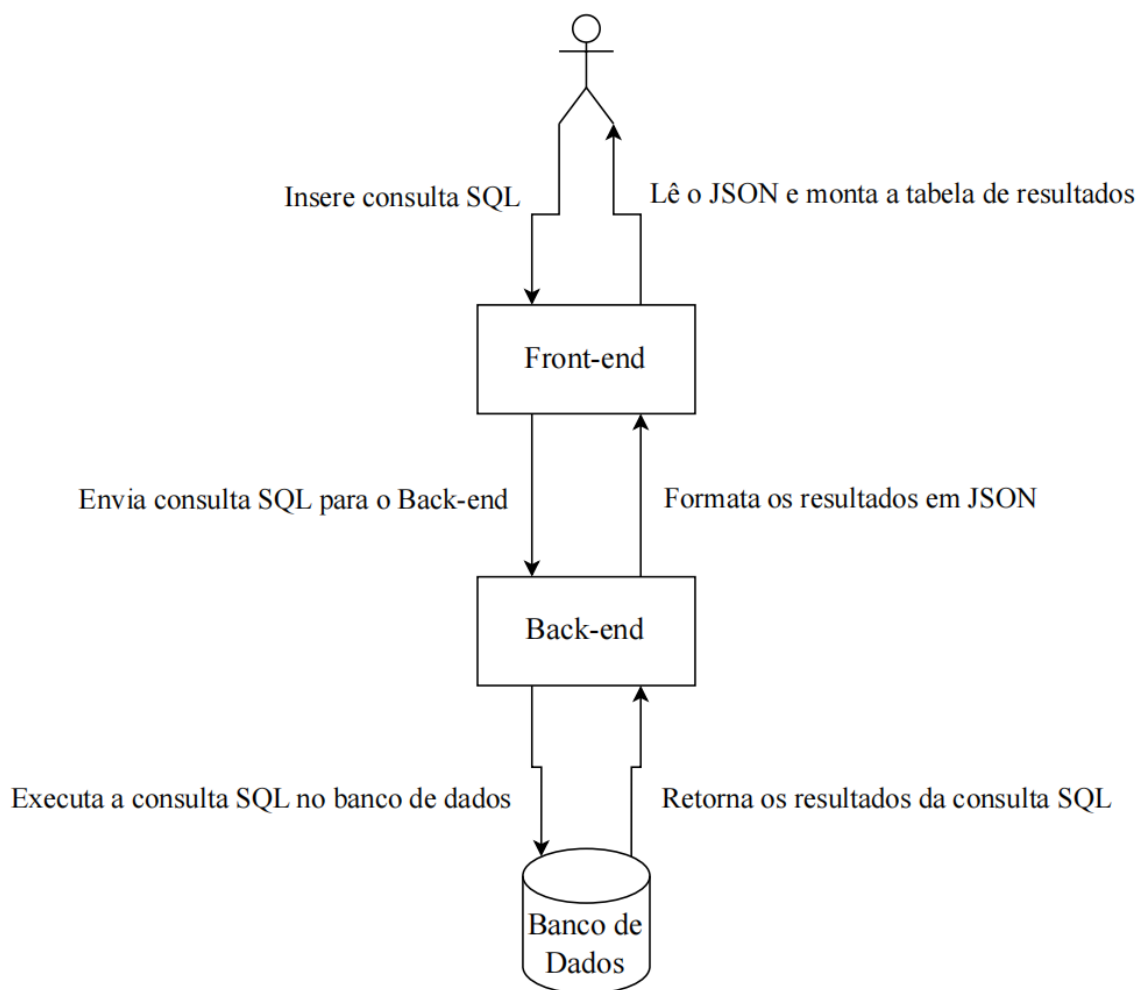 Insere consulta SQL
Lê o JSON e monta a tabela de resultados
Front-end
Envia consulta SQL para o Back-end
Formata os resultados em JSON
Back-end
Executa a consulta SQL no banco de dados
Retorna os resultados da consulta SQL
Banco de
Dados